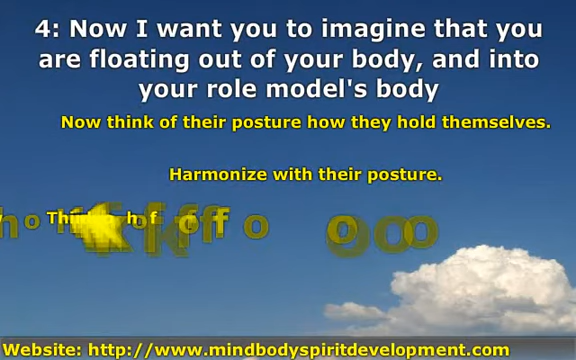 4: Now I want you to imagine that you
are floating out of your body, and into
your role model's body
Now think of their posture how they hold themselves.
Harmonize with their posture.
Website: http://www.mindbodyspiritdevelopment.com